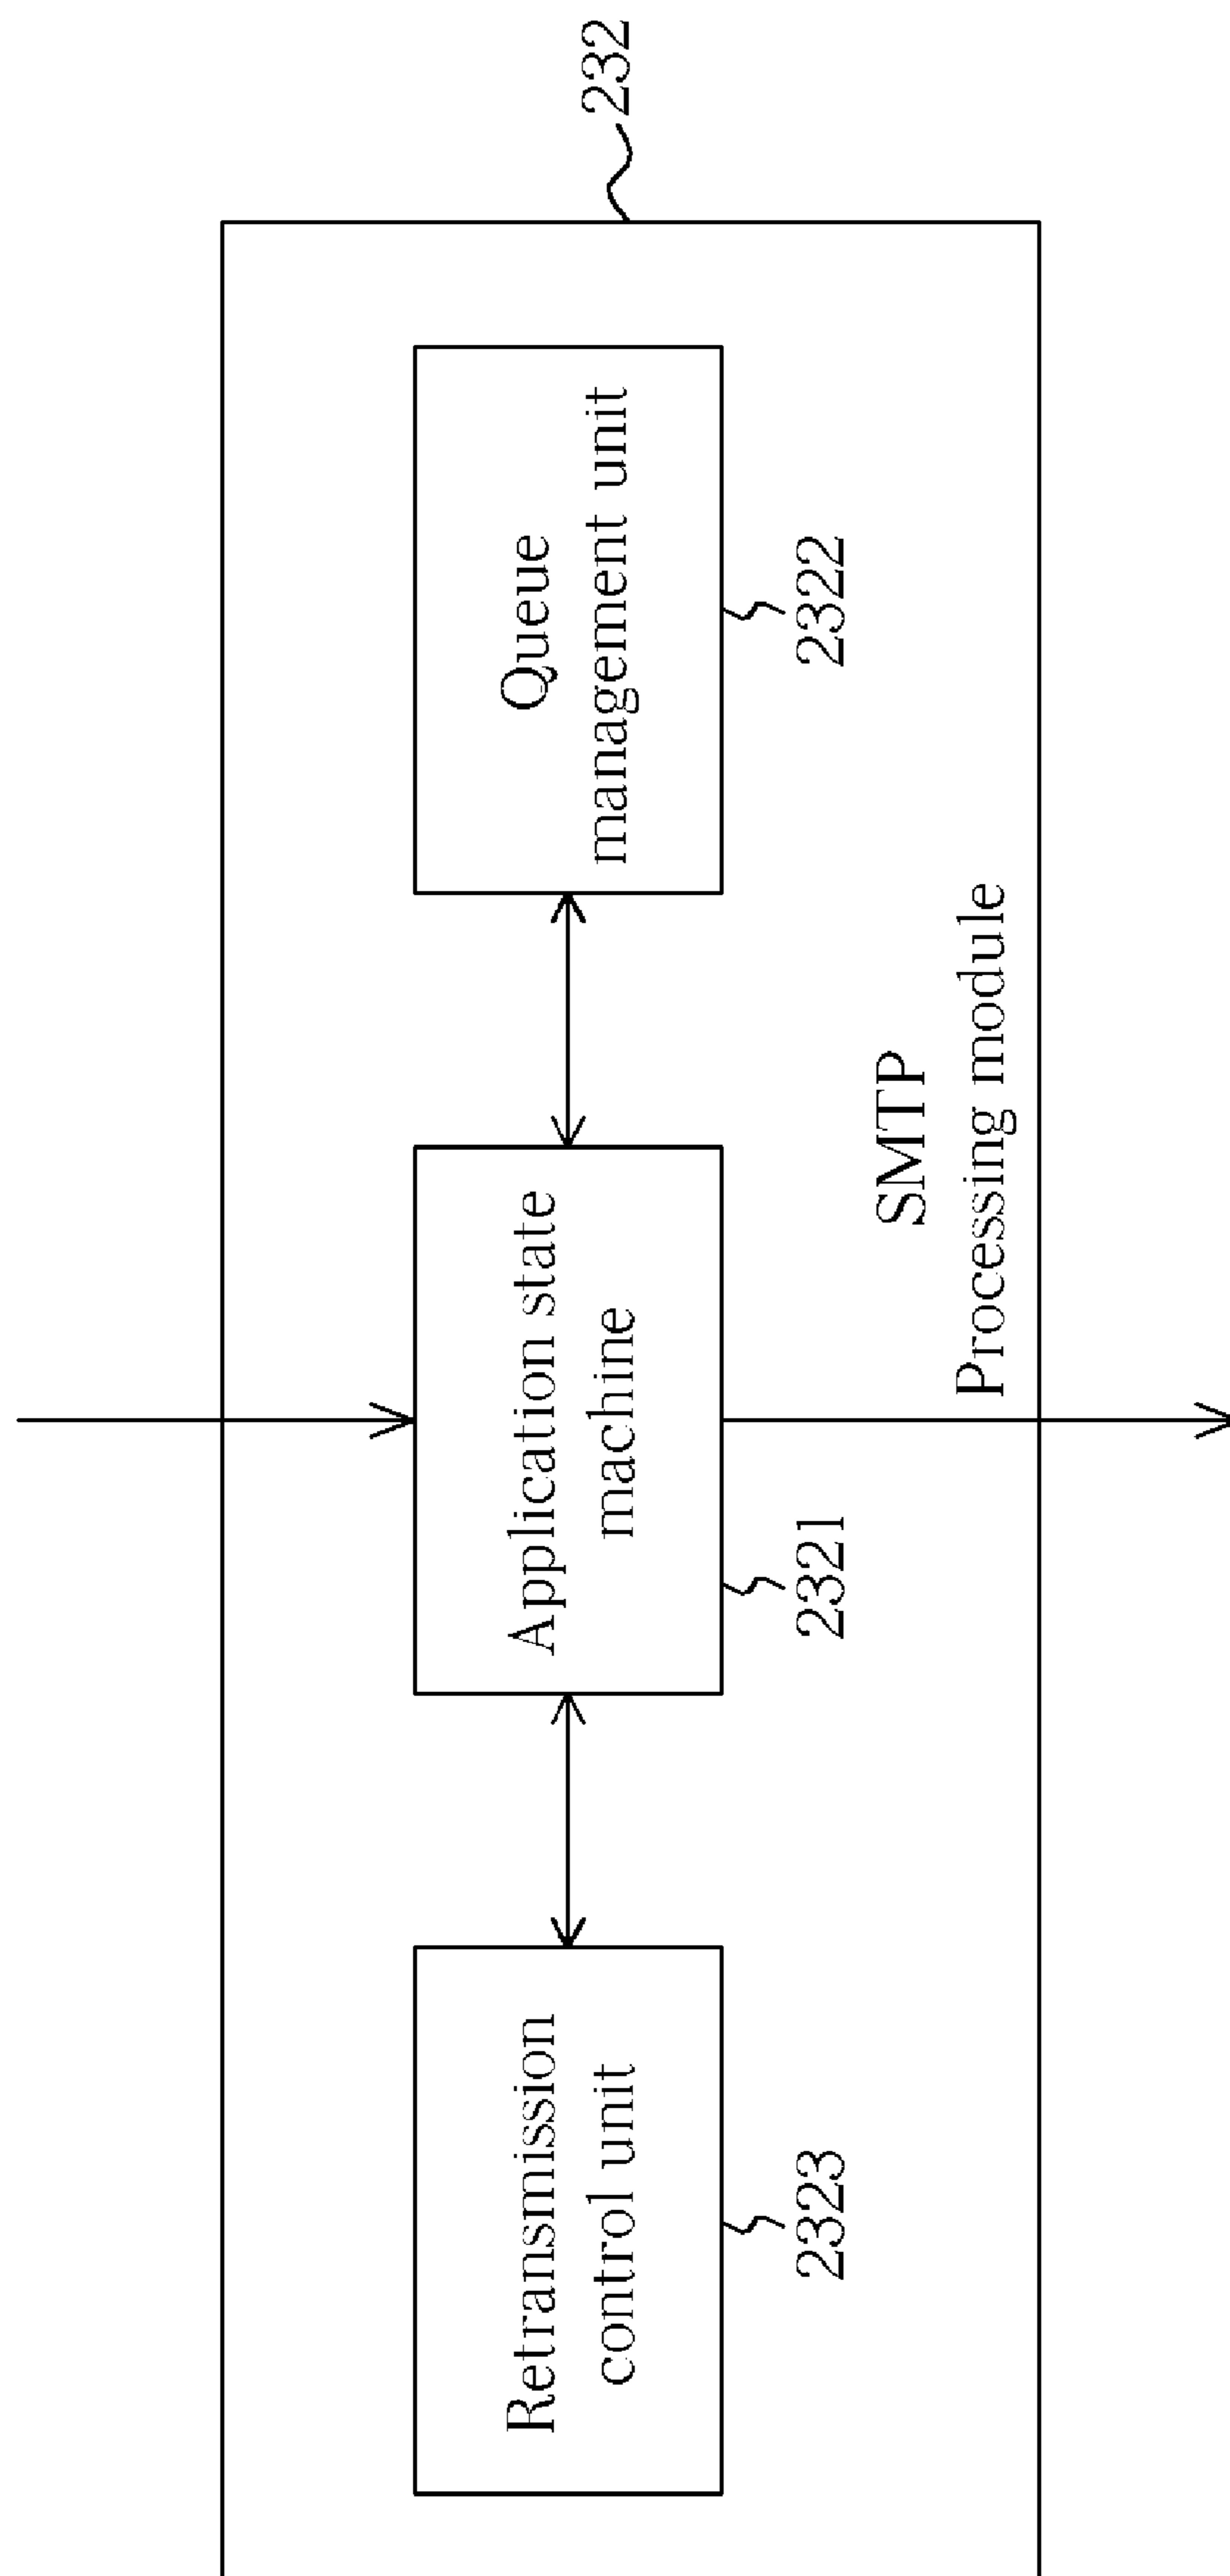 232
Retransmission
control unit
2323
Application state
machine
2321
Queue
management unit
2322
SMTP
Processing module